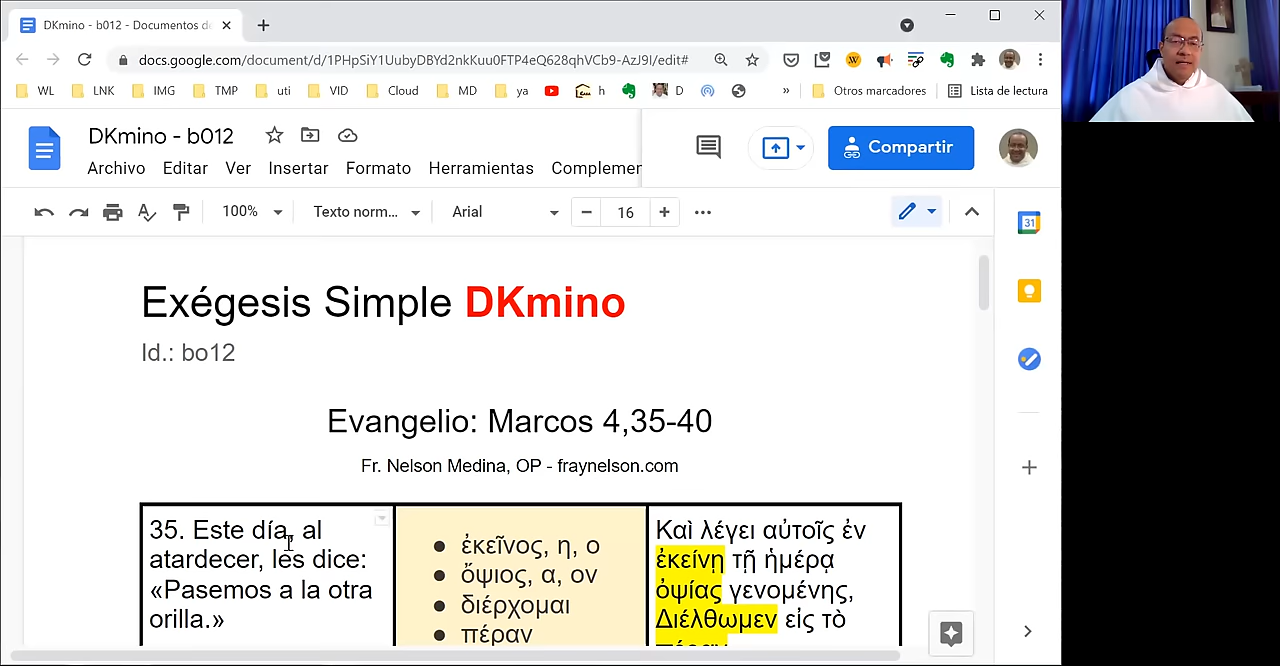 DKmino - b012 - Documentos d
docs.google.com/document/d/1PHpSiY1UubyDBYd2nkK3u0FTP4eQ628qhVCb9-AzJ9I/edit#
WL LNK IMG TMP uti VID Cloud MD ya h D » Otros marcadores Lista de lectura
DKmino - b012
Compartir
Archivo Editar Ver Insertar Formato Herramientas Complemen
100% Texto norm... Arial 16
31
Exégesis Simple DKmino
Id.: bo12
Evangelio: Marcos 4,35-40
Fr. Nelson Medina, OP - fraynelson.com
35. Este día, al
atardecer, les dice:
«Pasemos a la otra
orilla.»
ἐκεῖνος, η, ο
ὄψιος, α, ον
διέρχομαι
πέραν
Καὶ λέγει αὐτοῖς ἐν
ἐκείνῃ τῇ ἡμέρᾳ
ὀψίας γενομένης,
Διέλθωμεν εἰς τὸ
πέραν